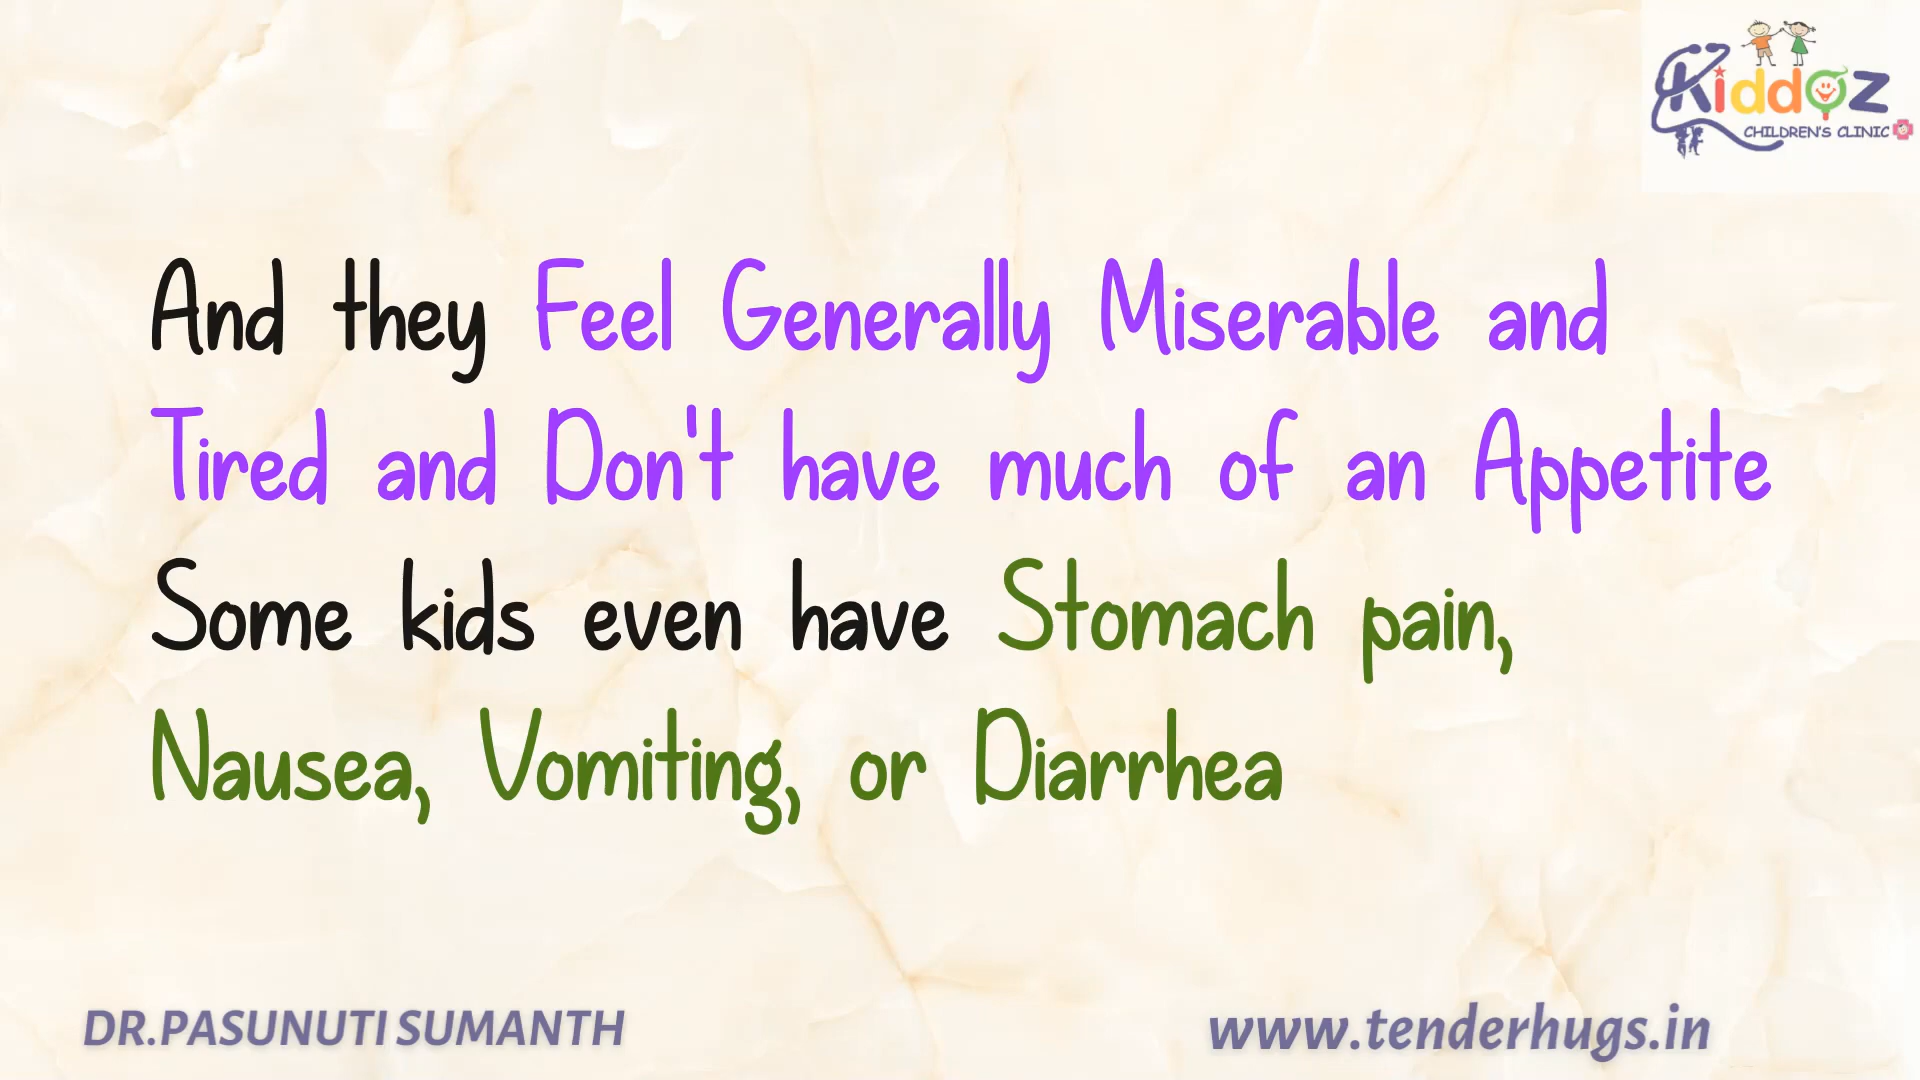 Kiddoz
CHILDREN'S CLINIC
And they Feel Generally Miserable and
Tired and Don't have much of an Appetite
Some kids even have Stomach pain,
Nausea, Vomiting, or Diarrhea
DR.PASUNUTI SUMANTH
www.tenderhugs.in